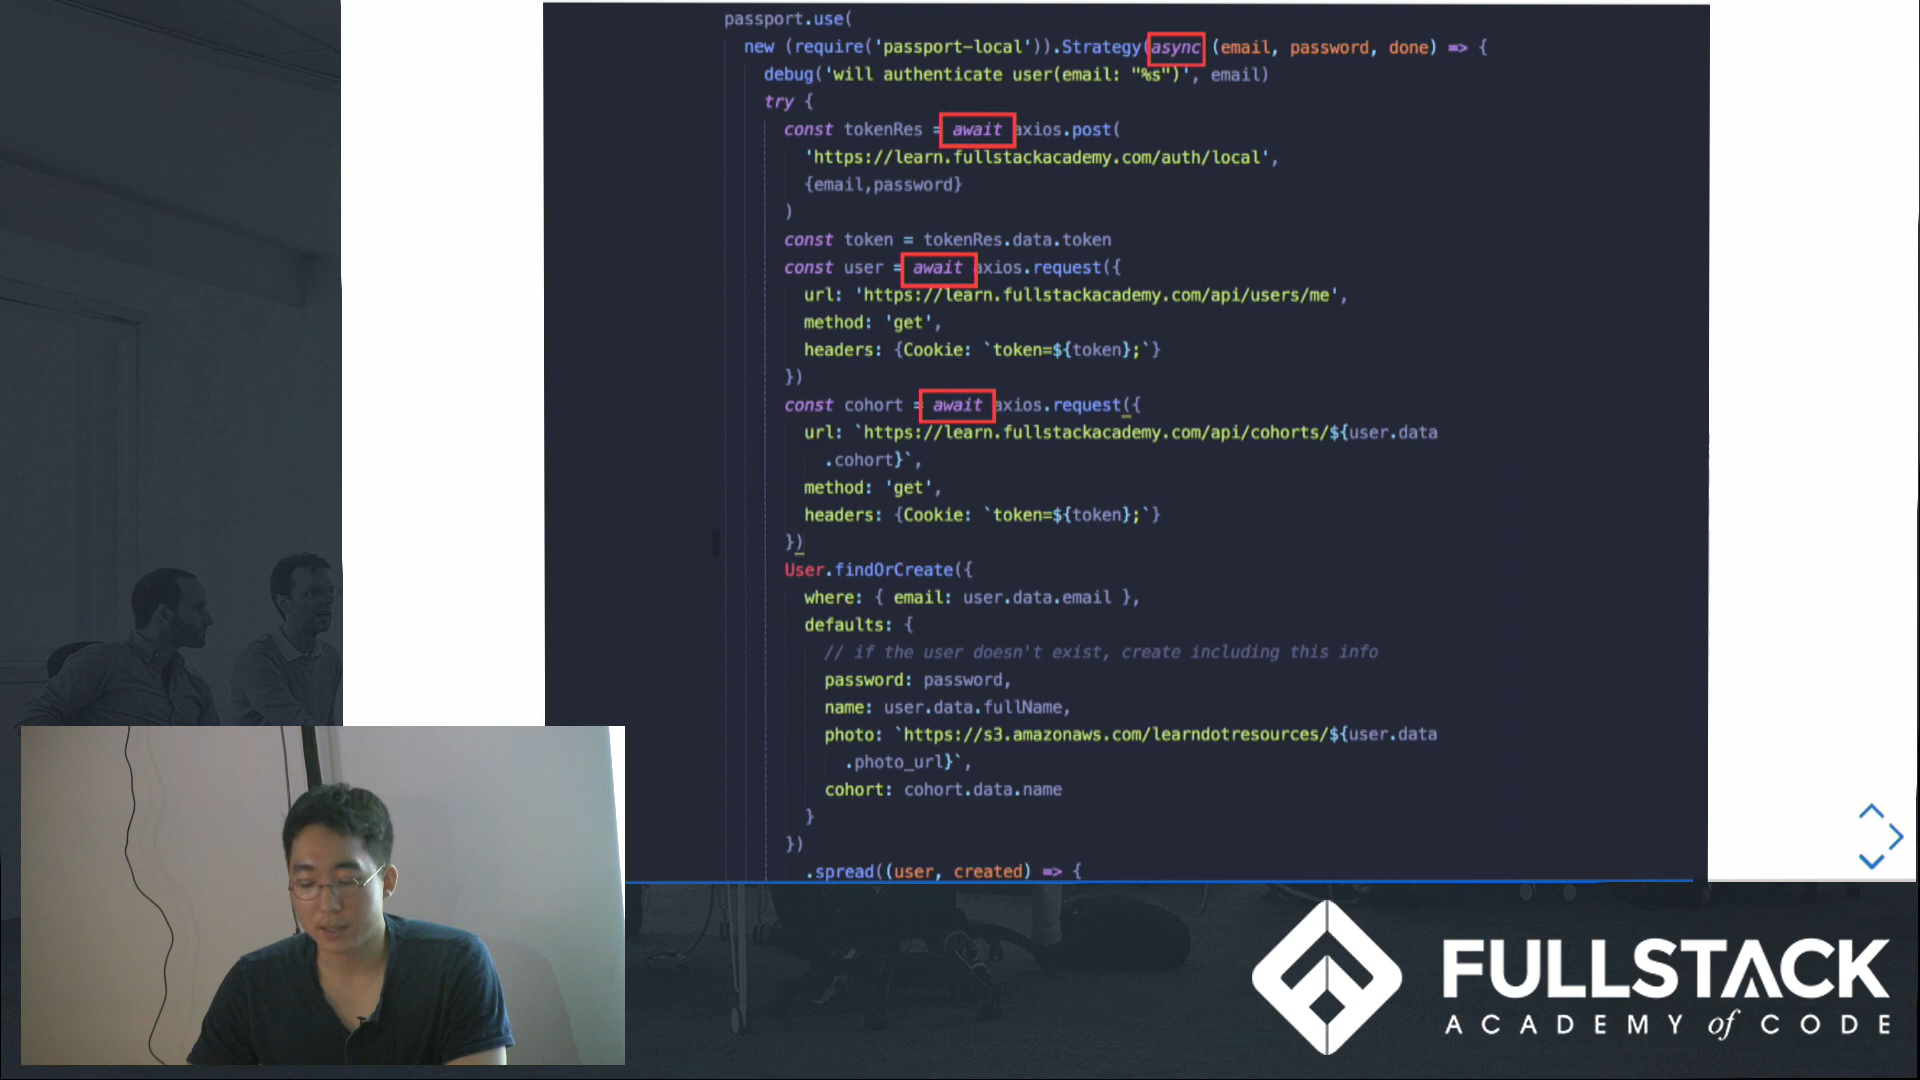 passport.use(
new (require('passport-local')).Strategy(async (email, password, done) => {
debug('will authenticate user(email: "%s")', email)
try {
const tokenRes = await axios.post(
'https://learn.fullstackacademy.com/auth/local',
{email,password}
)
const token = tokenRes.data.token
const user = await axios.request({
url: 'https://learn.fullstackacademy.com/api/users/me',
method: 'get',
headers: {Cookie: `token=${token};`}
})
const cohort = await axios.request({
url: `https://learn.fullstackacademy.com/api/cohorts/${user.data
.cohort}`,
method: 'get',
headers: {Cookie: `token=${token};`}
})
User.findOrCreate({
where: { email: user.data.email },
defaults: {
// if the user doesn't exist, create including this info
password: password,
name: user.data.fullName,
photo: `https://s3.amazonaws.com/learndotresources/${user.data
.photo_url}`,
cohort: cohort.data.name
}
})
.spread((user, created) => {
FULLSTACK
ACADEMY of CODE